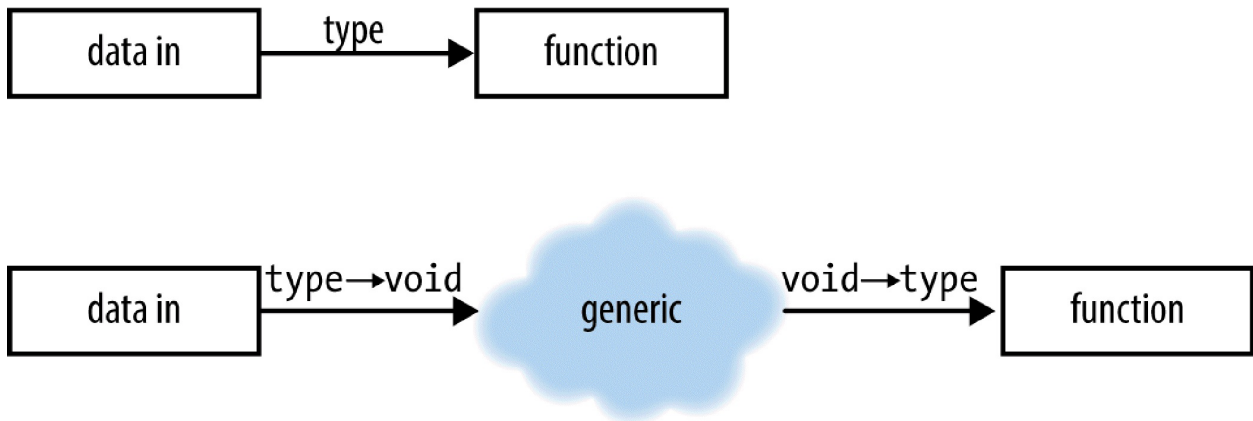 type
data in function
type→void void→type
data in generic function